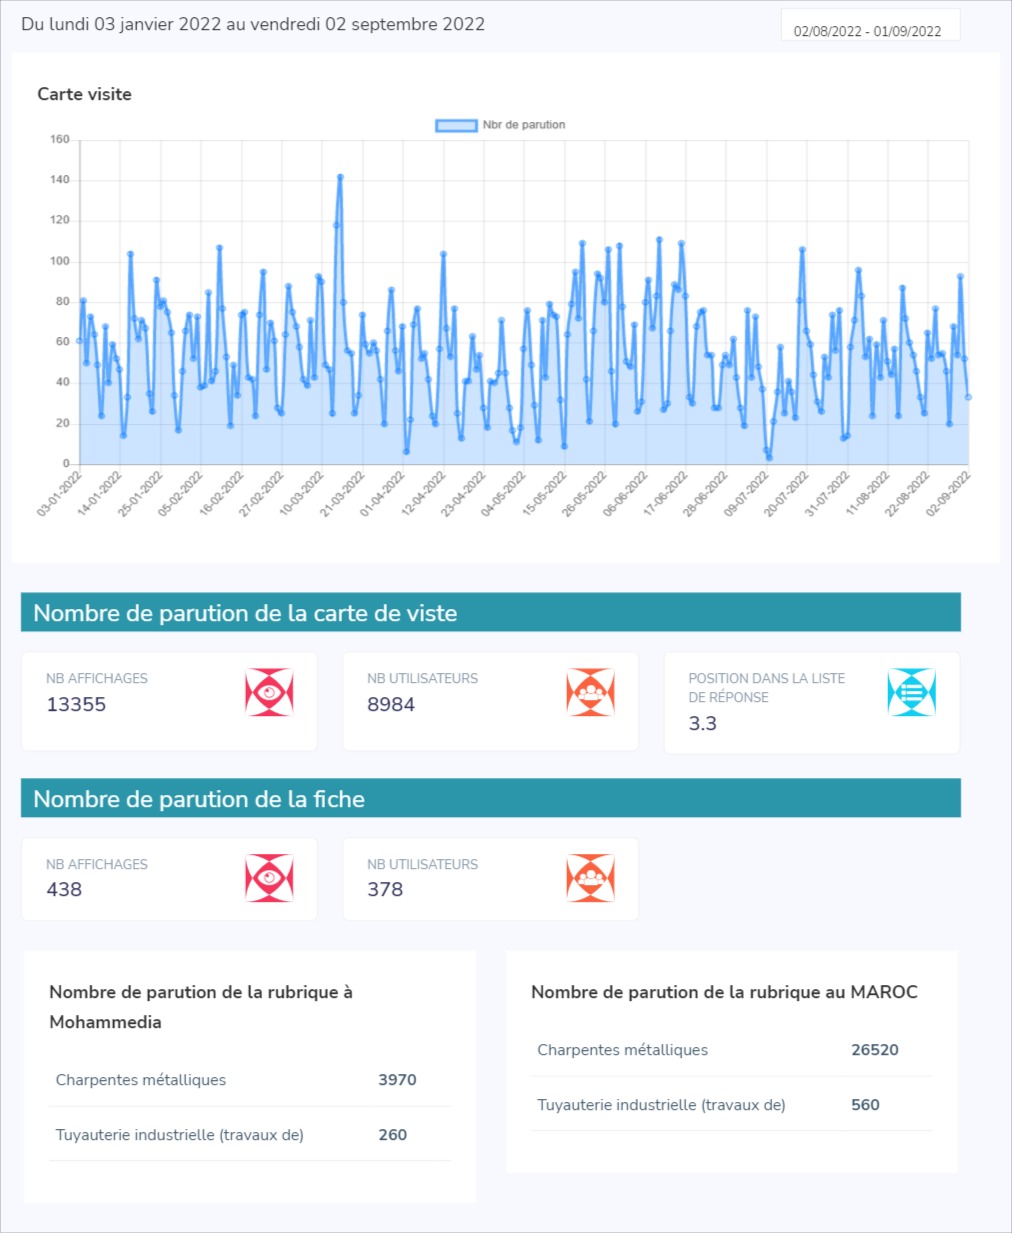 Du lundi 03 janvier 2022 au vendredi 02 septembre 2022
02/08/2022 - 01/09/2022
Carte visite
Nbr de parution
160
140
120
100
80
60
40
20
0
03-01-2022
14-01-2022
25-01-2022
05-02-2022
16-02-2022
27-02-2022
10-03-2022
21-03-2022
01-04-2022
12-04-2022
23-04-2022
04-05-2022
15-05-2022
26-05-2022
06-06-2022
17-06-2022
28-06-2022
09-07-2022
20-07-2022
31-07-2022
11-08-2022
22-08-2022
02-09-2022
Nombre de parution de la carte de viste
NB AFFICHAGES
13355
NB UTILISATEURS
8984
POSITION DANS LA LISTE
DE RÉPONSE
3.3
Nombre de parution de la fiche
NB AFFICHAGES
438
NB UTILISATEURS
378
Nombre de parution de la rubrique à
Mohammedia
Charpentes métalliques 3970
Tuyauterie industrielle (travaux de) 260
Nombre de parution de la rubrique au MAROC
Charpentes métalliques 26520
Tuyauterie industrielle (travaux de) 560